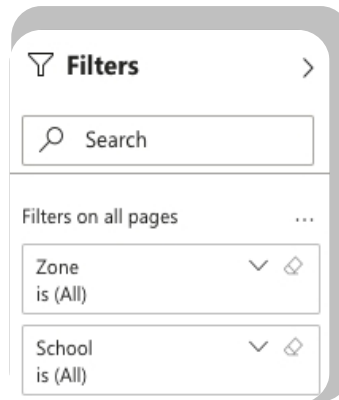 Filters
Search
Filters on all pages ...
Zone
is (All)
School
is (All)